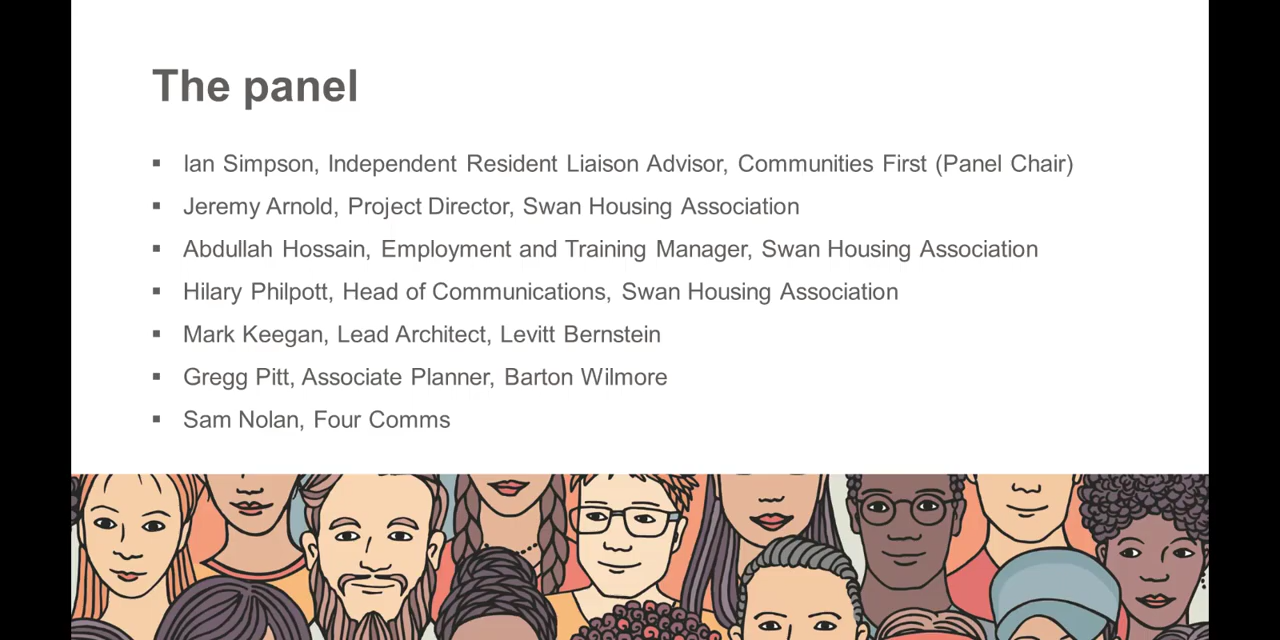 The panel
▪ Ian Simpson, Independent Resident Liaison Advisor, Communities First (Panel Chair)
▪ Jeremy Arnold, Project Director, Swan Housing Association
▪ Abdullah Hossain, Employment and Training Manager, Swan Housing Association
▪ Hilary Philpott, Head of Communications, Swan Housing Association
▪ Mark Keegan, Lead Architect, Levitt Bernstein
▪ Gregg Pitt, Associate Planner, Barton Wilmore
▪ Sam Nolan, Four Comms